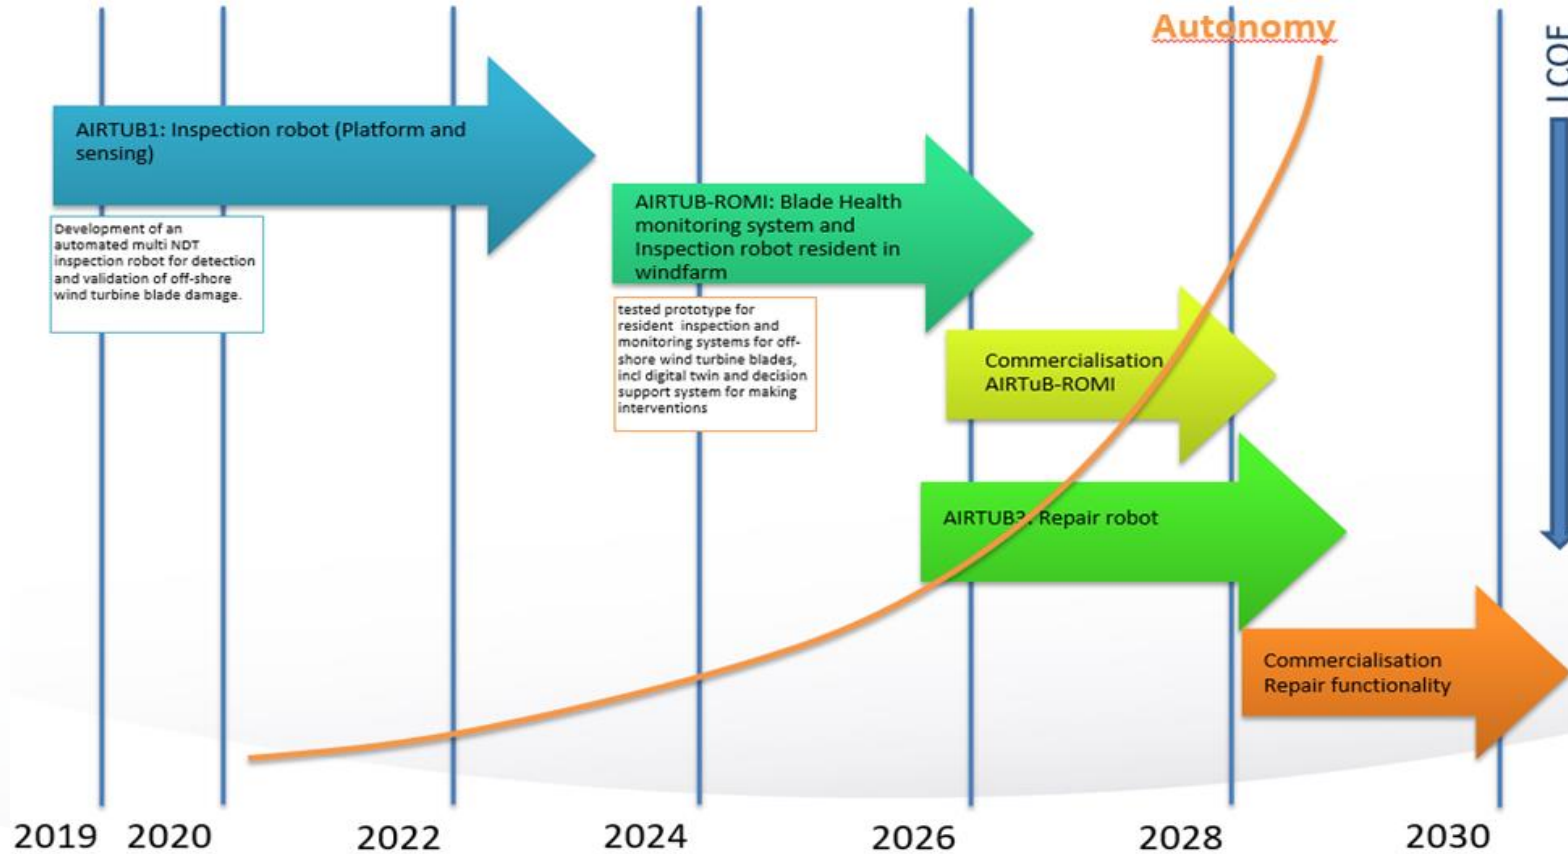 Autonomy
LCOE
AIRTUB1: Inspection robot (Platform and
sensing)
Development of an
automated multi NDT
inspection robot for detection
and validation of off-shore
wind turbine blade damage.
AIRTUB-ROMI: Blade Health
monitoring system and
Inspection robot resident in
windfarm
tested prototype for
resident inspection and
monitoring systems for off-
shore wind turbine blades,
incl digital twin and decision
support system for making
interventions
Commercialisation
AIRTuB-ROMI
AIRTUB3: Repair robot
Commercialisation
Repair functionality
2019 2020 2022 2024 2026 2028 2030